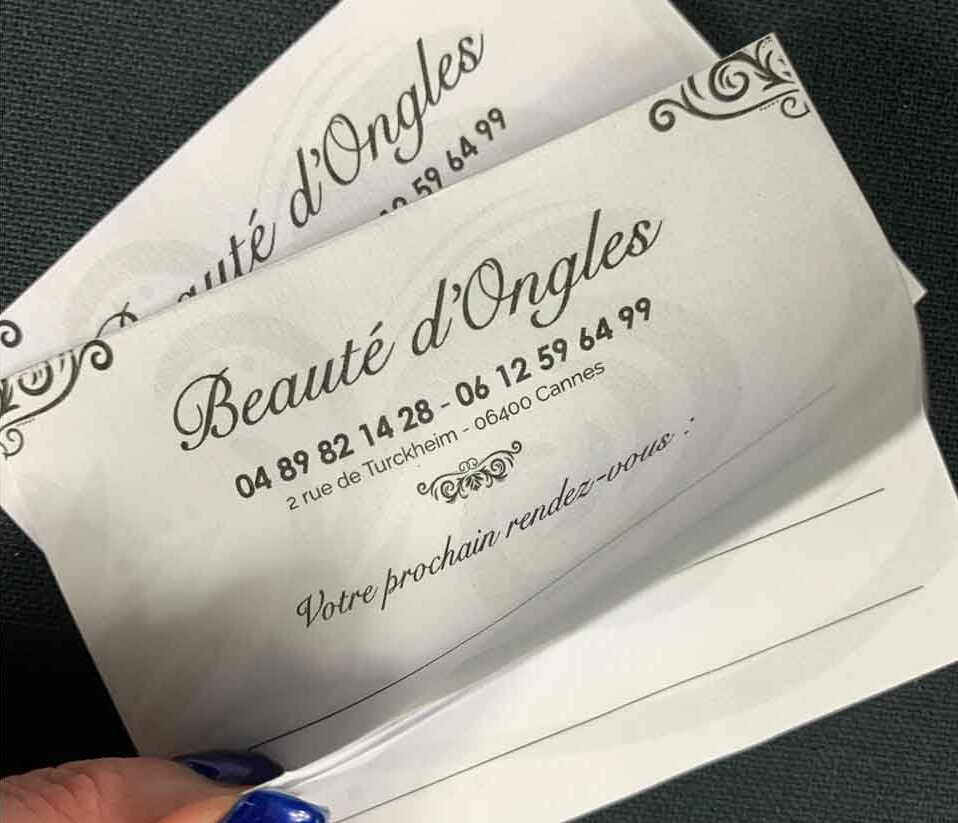 Beauté d'Ongles
59 64 99
Beauté d'Ongles
04 89 82 14 28 - 06 12 59 64 99
2 rue de Turckheim - 06400 Cannes
Votre prochain rendez-vous :